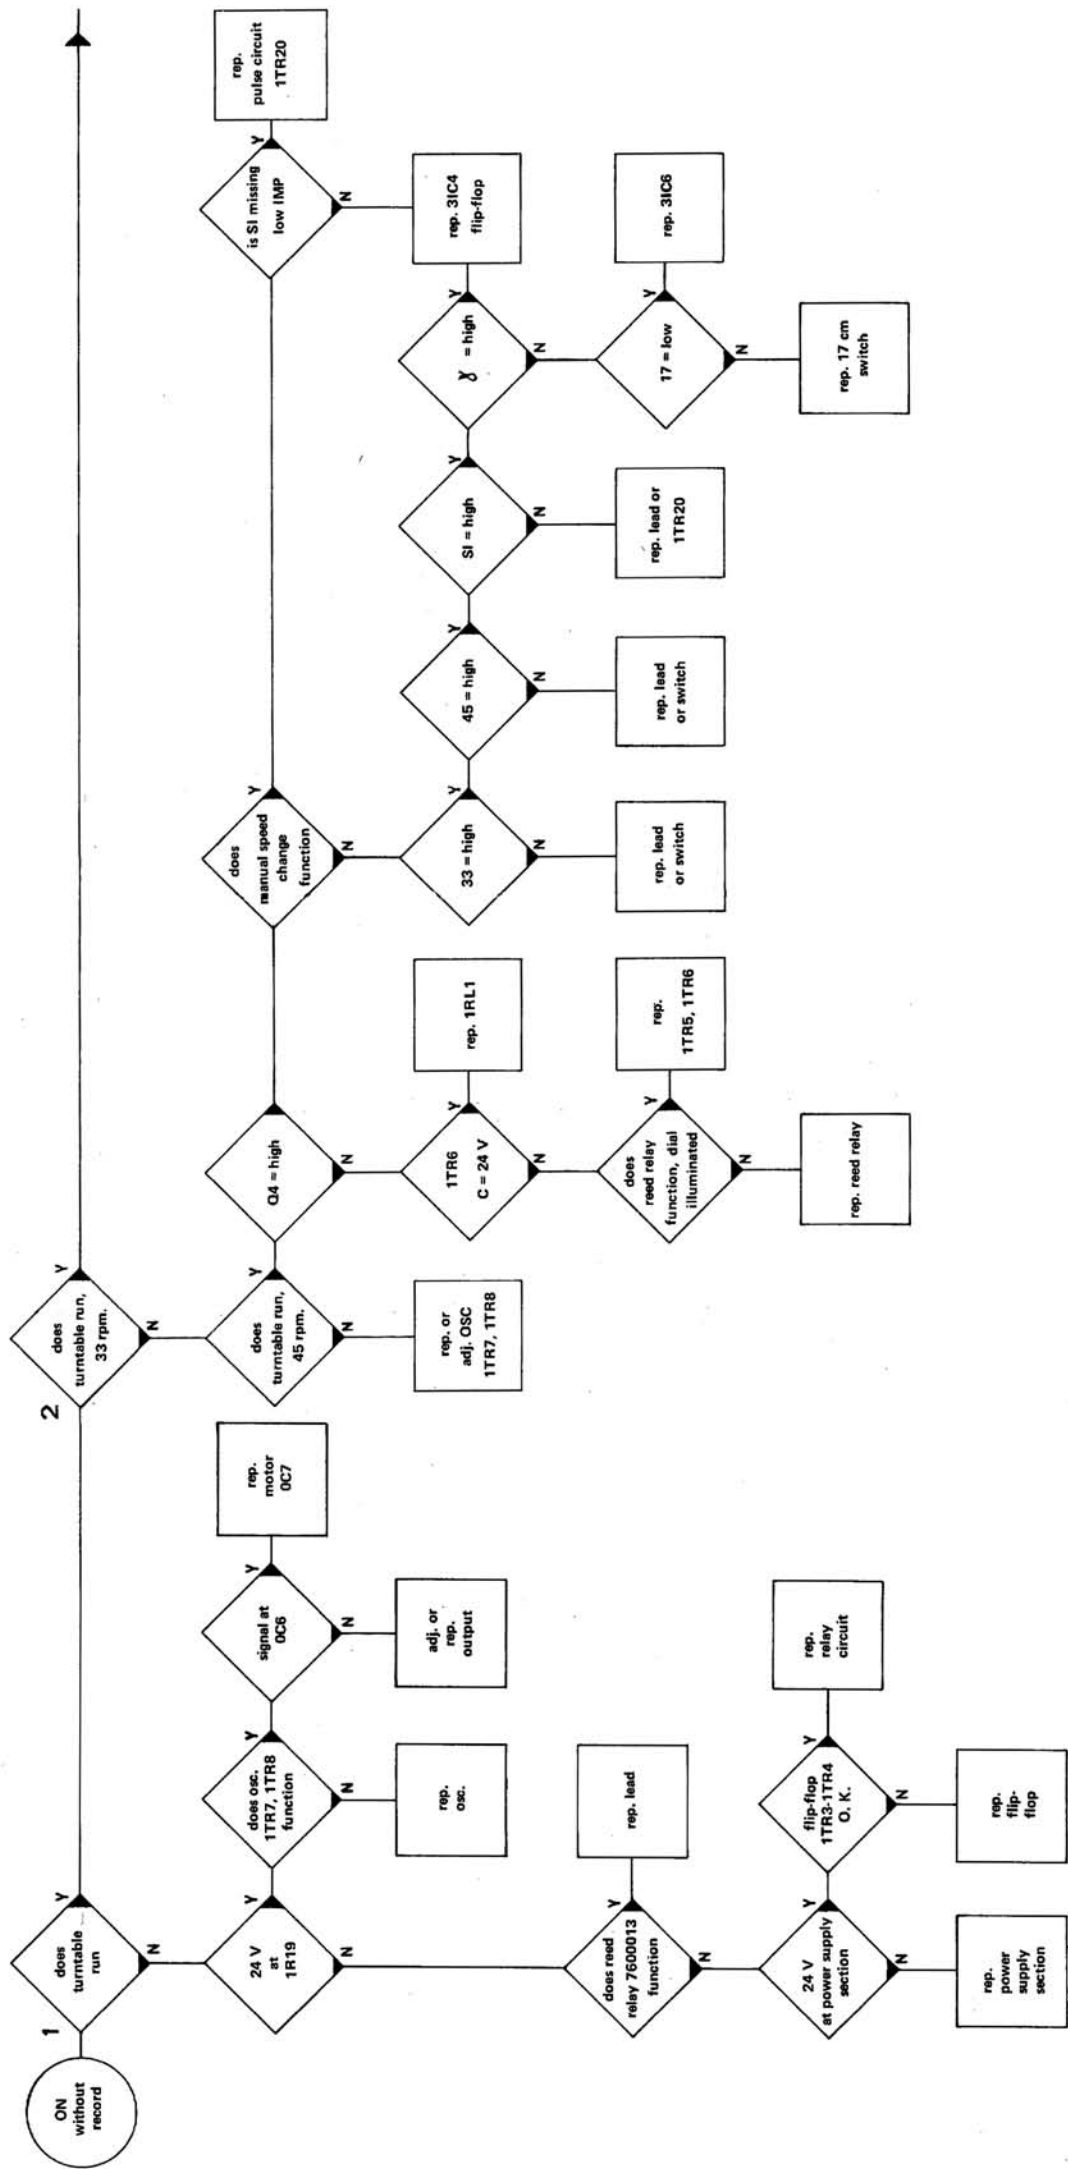 ON
without
record
1
does
turntable
run
Y
N
24 V
at
1R19
Y
N
does osc.
1TR7, 1TR8
function
Y
N
rep.
osc.
signal at
0C6
Y
N
adj. or
rep.
output
rep.
motor
0C7
does reed
relay 7600013
function
Y
N
rep. lead
24 V
at power supply
section
Y
N
rep.
power
supply
section
flip-flop
1TR3-1TR4
O. K.
Y
N
rep.
flip-
flop
rep.
relay
circuit
2
does
turntable run,
33 rpm.
Y
N
does
turntable run,
45 rpm.
Y
N
rep. or
adj. OSC
1TR7, 1TR8
Q4 = high
Y
N
1TR6
C = 24 V
Y
N
rep. 1RL1
does
reed relay
function, dial
illuminated
Y
N
rep.
1TR5, 1TR6
rep. reed relay
does
manual speed
change
function
Y
N
33 = high
Y
N
rep. lead
or switch
45 = high
Y
N
rep. lead
or switch
SI = high
Y
N
rep. lead or
1TR20
ɣ = high
Y
N
rep. 3IC4
flip-flop
17 = low
Y
N
rep. 3IC6
rep. 17 cm
switch
is SI missing
low IMP
Y
N
rep.
pulse circuit
1TR20